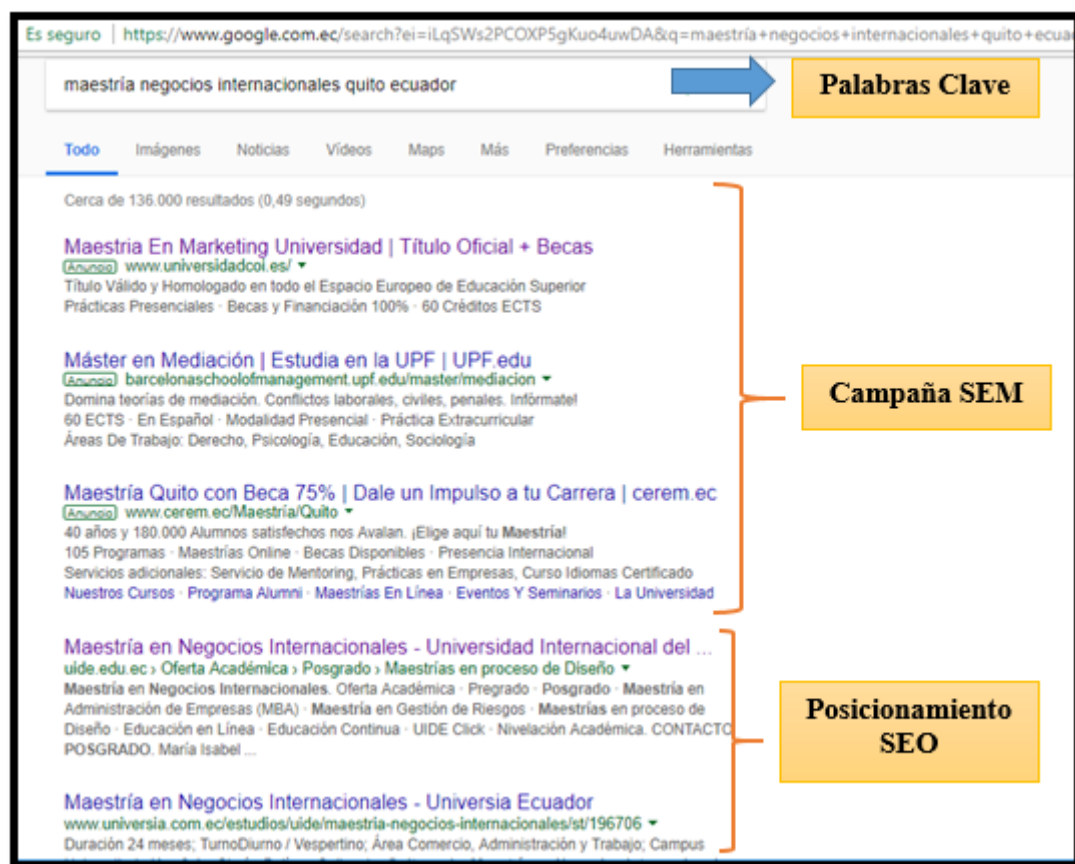 Es seguro | https://www.google.com.ec/search?ei=iLqSWs2PCOXP5gKuo4uwDA&q=maestría+negocios+internacionales+quito+ecua
maestría negocios internacionales quito ecuador
Palabras Clave
Todo Imágenes Noticias Vídeos Maps Más Preferencias Herramientas
Cerca de 136.000 resultados (0,49 segundos)
Maestria En Marketing Universidad | Título Oficial + Becas
Anuncio www.universidadcoi.es/
Título Válido y Homologado en todo el Espacio Europeo de Educación Superior
Prácticas Presenciales · Becas y Financiación 100% · 60 Créditos ECTS
Máster en Mediación | Estudia en la UPF | UPF.edu
Anuncio barcelonaschoolofmanagement.upf.edu/master/mediacion
Domina teorías de mediación. Conflictos laborales, civiles, penales. Infórmate!
60 ECTS · En Español · Modalidad Presencial · Práctica Extracurricular
Áreas De Trabajo: Derecho, Psicología, Educación, Sociología
Campaña SEM
Maestría Quito con Beca 75% | Dale un Impulso a tu Carrera | cerem.ec
Anuncio www.cerem.ec/Maestría/Quito
40 años y 180.000 Alumnos satisfechos nos Avalan. ¡Elige aquí tu Maestría!
105 Programas · Maestrías Online · Becas Disponibles · Presencia Internacional
Servicios adicionales: Servicio de Mentoring, Prácticas en Empresas, Curso Idiomas Certificado
Nuestros Cursos · Programa Alumni · Maestrías En Línea · Eventos Y Seminarios · La Universidad
Maestría en Negocios Internacionales - Universidad Internacional del ...
uide.edu.ec › Oferta Académica › Posgrado › Maestrías en proceso de Diseño
Maestría en Negocios Internacionales. Oferta Académica · Pregrado · Posgrado · Maestría en
Administración de Empresas (MBA) · Maestría en Gestión de Riesgos · Maestrías en proceso de
Diseño · Educación en Línea · Educación Continua · UIDE Click · Nivelación Académica. CONTACTO
POSGRADO. María Isabel ...
Posicionamiento
SEO
Maestría en Negocios Internacionales - Universia Ecuador
www.universia.com.ec/estudios/uide/maestria-negocios-internacionales/st/196706
Duración 24 meses; TurnoDiurno / Vespertino; Área Comercio, Administración y Trabajo; Campus